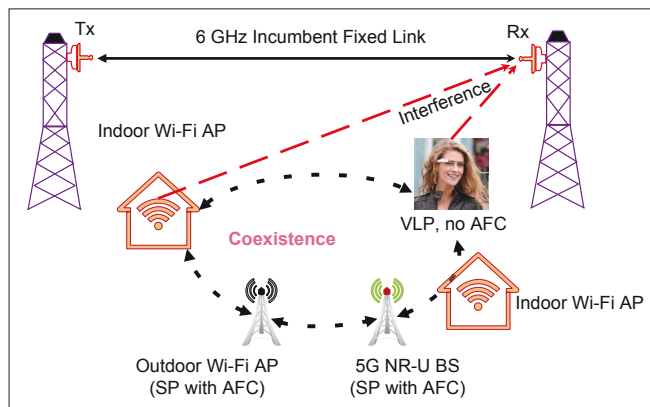 Tx
6 GHz Incumbent Fixed Link
Rx
Interference
Indoor Wi-Fi AP
VLP, no AFC
Coexistence
Indoor Wi-Fi AP
Outdoor Wi-Fi AP
(SP with AFC)
5G NR-U BS
(SP with AFC)